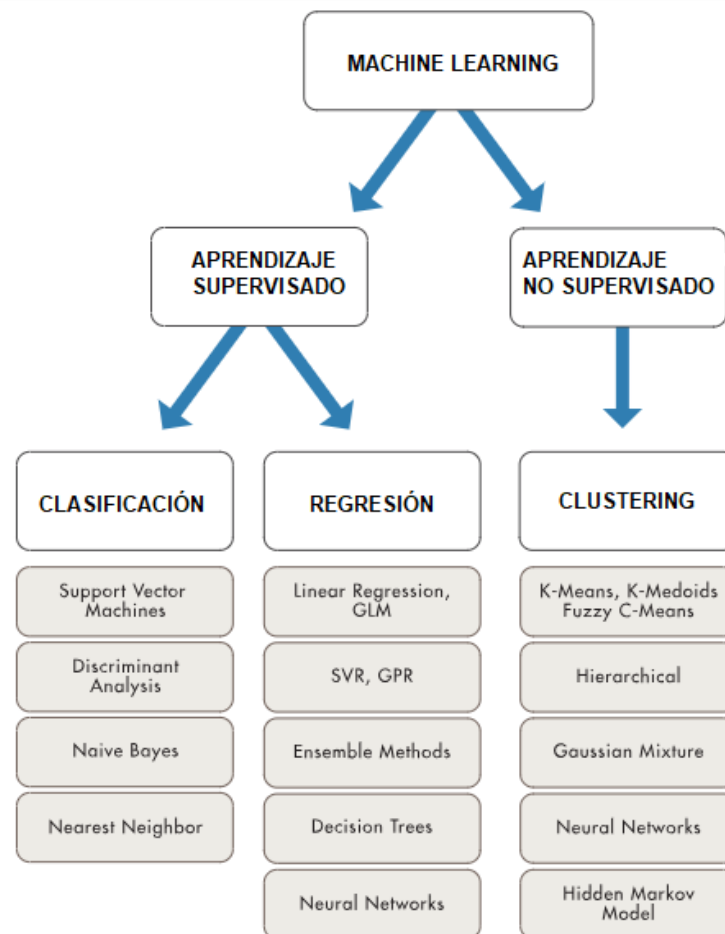 MACHINE LEARNING
APRENDIZAJE
SUPERVISADO
APRENDIZAJE
NO SUPERVISADO
CLASIFICACIÓN
Support Vector
Machines
Discriminant
Analysis
Naive Bayes
Nearest Neighbor
REGRESIÓN
Linear Regression,
GLM
SVR, GPR
Ensemble Methods
Decision Trees
Neural Networks
CLUSTERING
K-Means, K-Medoids
Fuzzy C-Means
Hierarchical
Gaussian Mixture
Neural Networks
Hidden Markov
Model